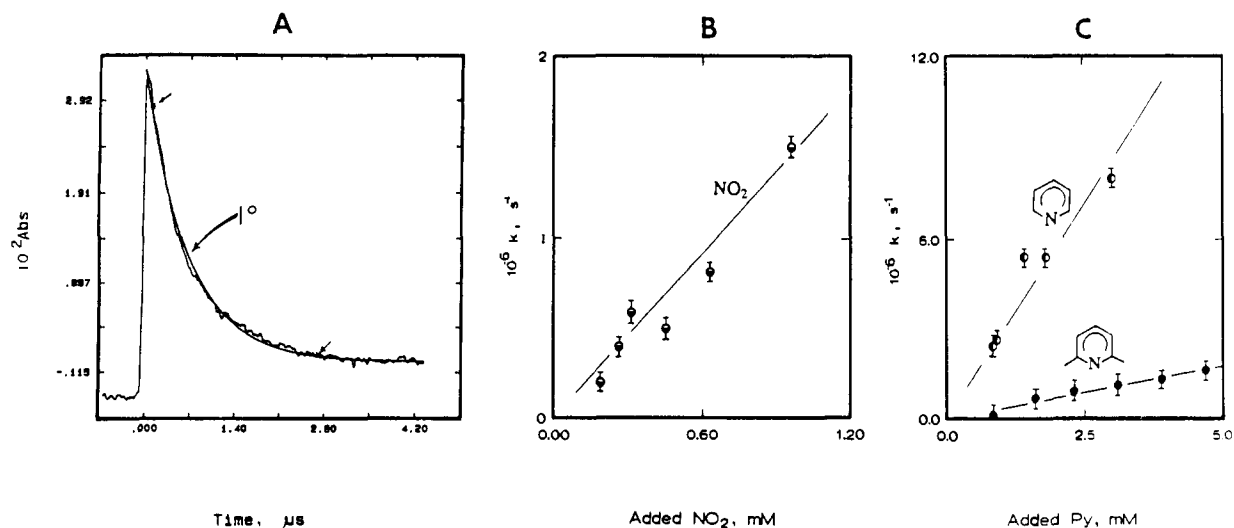 A
10²Abs
2.92
1.91
.887
-.115
1°
.000 1.40 2.80 4.20
Time, µs
B
10⁻⁶ k, s⁻¹
2
1
0
NO₂
0.00 0.60 1.20
Added NO₂, mM
C
10⁻⁶ k, s⁻¹
12.0
6.0
0.0
N
N
0.0 2.5 5.0
Added Py, mM